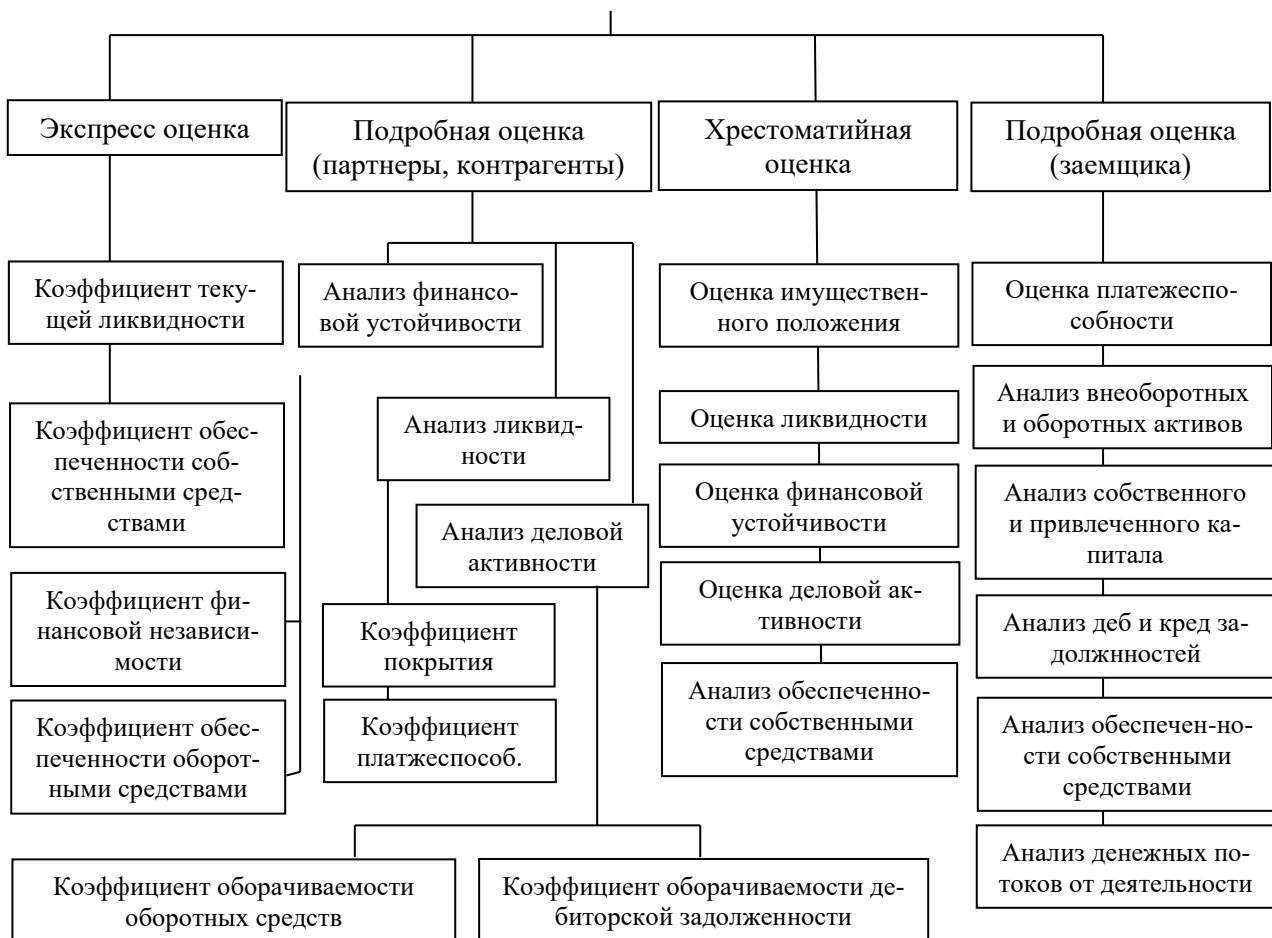 Экспресс оценка
Подробная оценка
(партнеры, контрагенты)
Хрестоматийная
оценка
Подробная оценка
(заемщика)
Коэффициент теку-
щей ликвидности
Анализ финансо-
вой устойчивости
Оценка имуществен-
ного положения
Оценка платежеспо-
собности
Коэффициент обес-
печенности соб-
ственными сред-
ствами
Анализ ликвид-
ности
Оценка ликвидности
Анализ внеоборотных
и оборотных активов
Анализ деловой
активности
Оценка финансовой
устойчивости
Анализ собственного
и привлеченного ка-
питала
Коэффициент фи-
нансовой независи-
мости
Коэффициент
покрытия
Оценка деловой ак-
тивности
Анализ деб и кред за-
должнностей
Коэффициент обес-
печенности оборот-
ными средствами
Коэффициент
платжеспособ.
Анализ обеспеченно-
сти собственными
средствами
Анализ обеспечен-но-
сти собственными
средствами
Коэффициент оборачиваемости
оборотных средств
Коэффициент оборачиваемости де-
биторской задолженности
Анализ денежных по-
токов от деятельности